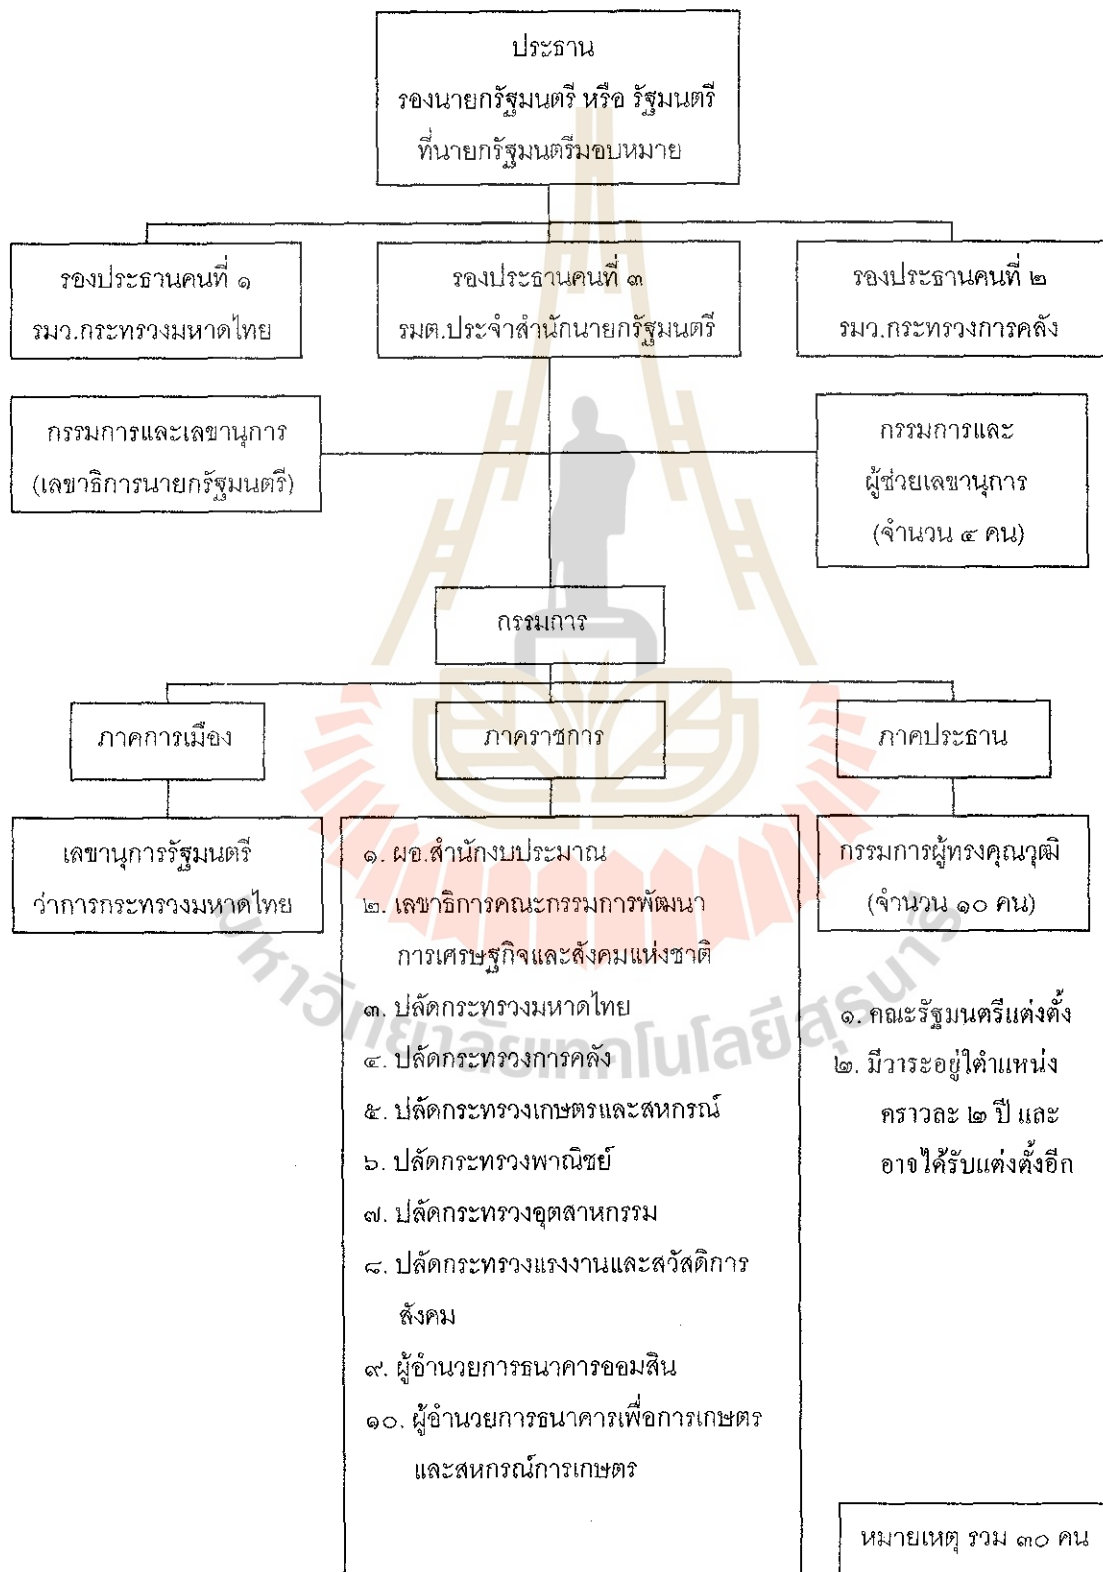 ประธาน
รองนายกรัฐมนตรี หรือ รัฐมนตรี
ที่นายกรัฐมนตรีมอบหมาย
รองประธานคนที่ ๑
รมว.กระทรวงมหาดไทย
รองประธานคนที่ ๓
รมต.ประจำสำนักนายกรัฐมนตรี
รองประธานคนที่ ๒
รมว.กระทรวงการคลัง
กรรมการและเลขานุการ
(เลขาธิการนายกรัฐมนตรี)
กรรมการและ
ผู้ช่วยเลขานุการ
(จำนวน ๕ คน)
กรรมการ
ภาคการเมือง
ภาคราชการ
ภาคประธาน
เลขานุการรัฐมนตรี
ว่าการกระทรวงมหาดไทย
๑. ผอ.สำนักงบประมาณ
๒. เลขาธิการคณะกรรมการพัฒนา
การเศรษฐกิจและสังคมแห่งชาติ
๓. ปลัดกระทรวงมหาดไทย
๔. ปลัดกระทรวงการคลัง
๕. ปลัดกระทรวงเกษตรและสหกรณ์
๖. ปลัดกระทรวงพาณิชย์
๗. ปลัดกระทรวงอุตสาหกรรม
๘. ปลัดกระทรวงแรงงานและสวัสดิการ
สังคม
๙. ผู้อำนวยการธนาคารออมสิน
๑๐. ผู้อำนวยการธนาคารเพื่อการเกษตร
และสหกรณ์การเกษตร
กรรมการผู้ทรงคุณวุฒิ
(จำนวน ๑๐ คน)
๑. คณะรัฐมนตรีแต่งตั้ง
๒. มีวาระอยู่ใตำแหน่ง
คราวละ ๒ ปี และ
อาจได้รับแต่งตั้งอีก
หมายเหตุ รวม ๓๐ คน
มหาวิทยาลัยเทคโนโลยีสุรนารี